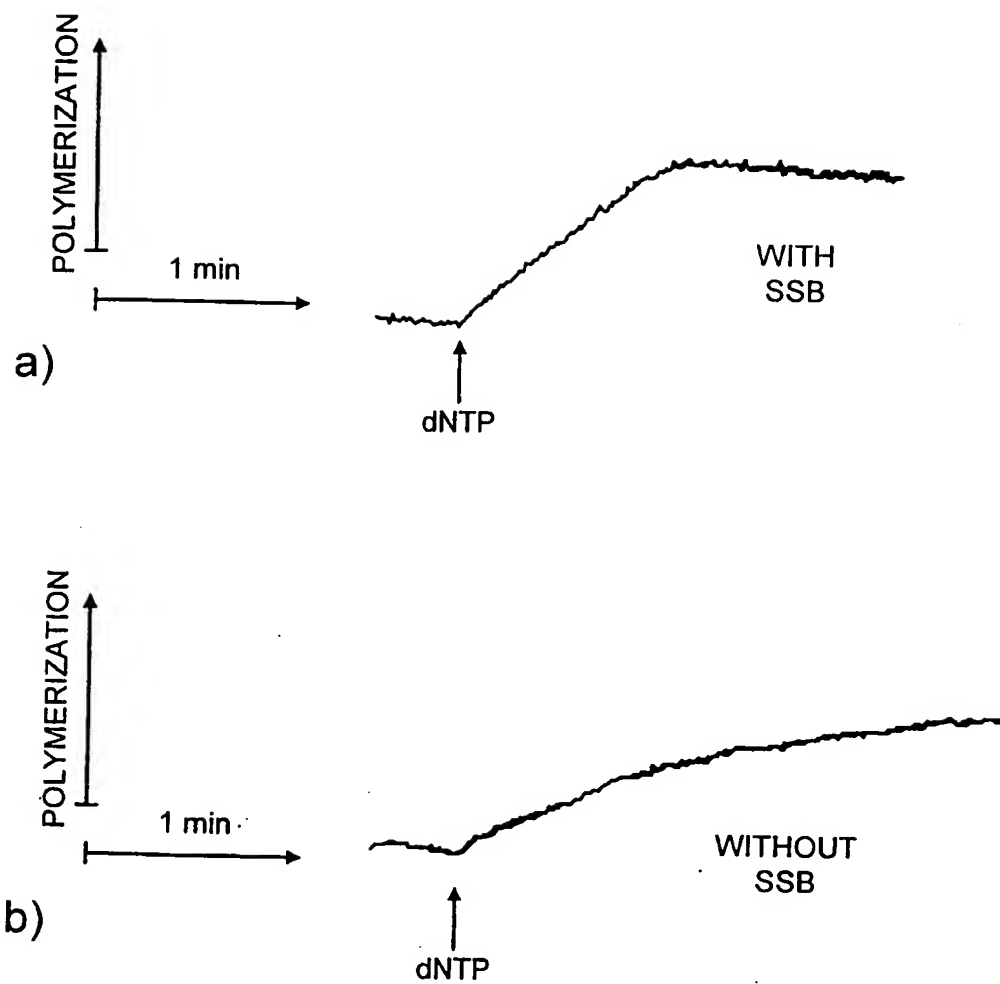 POLYMERIZATION
1 min
WITH
SSB
a)
dNTP
POLYMERIZATION
1 min
WITHOUT
SSB
b)
dNTP